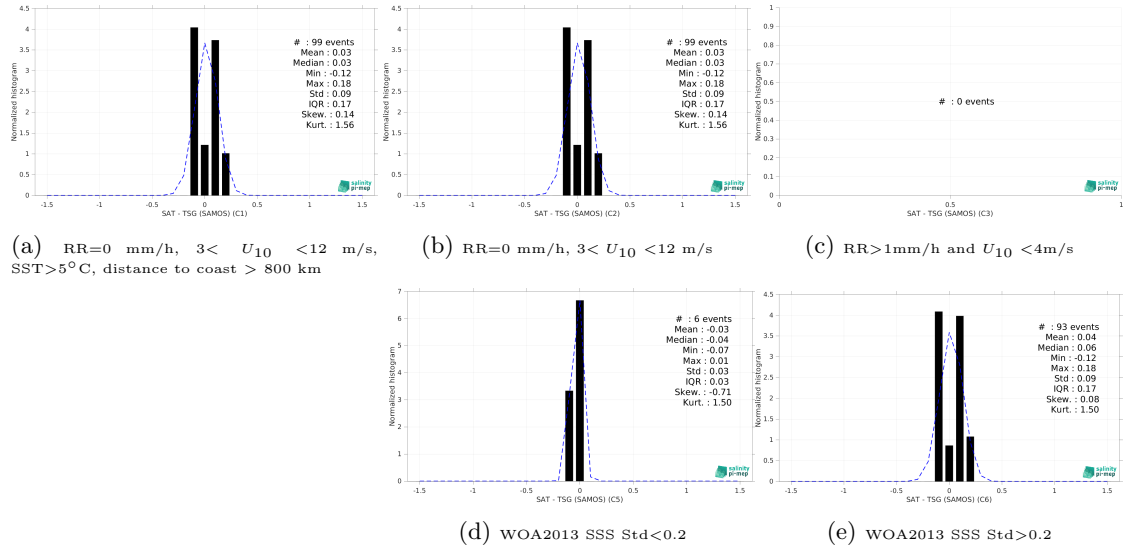 4.5
4
3.5
3
2.5
2
1.5
1
0.5
0
Normalized histogram
# : 99 events
Mean : 0.03
Median : 0.03
Min : -0.12
Max : 0.18
Std : 0.09
IQR : 0.17
Skew. : 0.14
Kurt. : 1.56
salinity
pi-mep
-1.5 -1 -0.5 0 0.5 1 1.5
SAT - TSG (SAMOS) (C1)
(a) RR=0 mm/h, 3< U10 <12 m/s,
SST>5°C, distance to coast > 800 km
4.5
4
3.5
3
2.5
2
1.5
1
0.5
0
Normalized histogram
# : 99 events
Mean : 0.03
Median : 0.03
Min : -0.12
Max : 0.18
Std : 0.09
IQR : 0.17
Skew. : 0.14
Kurt. : 1.56
salinity
pi-mep
-1.5 -1 -0.5 0 0.5 1 1.5
SAT - TSG (SAMOS) (C2)
(b) RR=0 mm/h, 3< U10 <12 m/s
1
0.9
0.8
0.7
0.6
0.5
0.4
0.3
0.2
0.1
0
Normalized histogram
# : 0 events
salinity
pi-mep
0 0.5 1
SAT - TSG (SAMOS) (C3)
(c) RR>1mm/h and U10 <4m/s
7
6
5
4
3
2
1
0
Normalized histogram
# : 6 events
Mean : -0.03
Median : -0.04
Min : -0.07
Max : 0.01
Std : 0.03
IQR : 0.03
Skew. : -0.71
Kurt. : 1.50
salinity
pi-mep
-1.5 -1 -0.5 0 0.5 1 1.5
SAT - TSG (SAMOS) (C5)
(d) WOA2013 SSS Std<0.2
4.5
4
3.5
3
2.5
2
1.5
1
0.5
0
Normalized histogram
# : 93 events
Mean : 0.04
Median : 0.06
Min : -0.12
Max : 0.18
Std : 0.09
IQR : 0.17
Skew. : 0.08
Kurt. : 1.50
salinity
pi-mep
-1.5 -1 -0.5 0 0.5 1 1.5
SAT - TSG (SAMOS) (C6)
(e) WOA2013 SSS Std>0.2